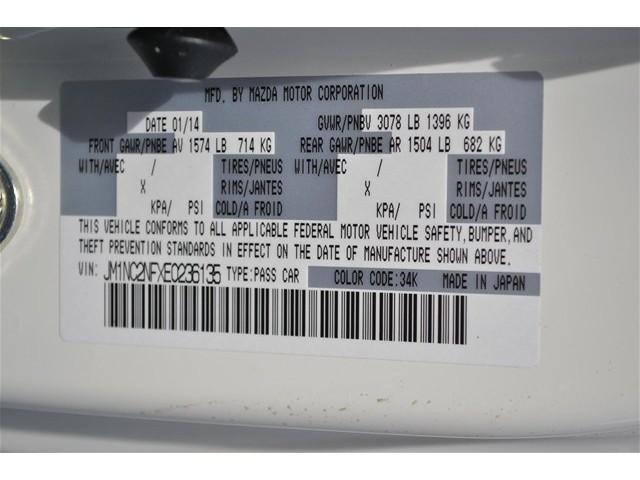 MFD. BY MAZDA MOTOR CORPORATION
DATE 01/14 GVWR/PNBV 3078 LB 1396 KG
FRONT GAWR/PNBE AV 1574 LB 714 KG REAR GAWR/PNBE AR 1504 LB 682 KG
WITH/AVEC / TIRES/PNEUS WITH/AVEC / TIRES/PNEUS
X RIMS/JANTES X RIMS/JANTES
KPA/ PSI COLD/A FROID KPA/ PSI COLD/A FROID
THIS VEHICLE CONFORMS TO ALL APPLICABLE FEDERAL MOTOR VEHICLE SAFETY, BUMPER, AND
THEFT PREVENTION STANDARDS IN EFFECT ON THE DATE OF MANUFACTURE SHOWN ABOVE.
VIN: JM1NC2NFXE0236135 TYPE:PASS CAR COLOR CODE:34K MADE IN JAPAN